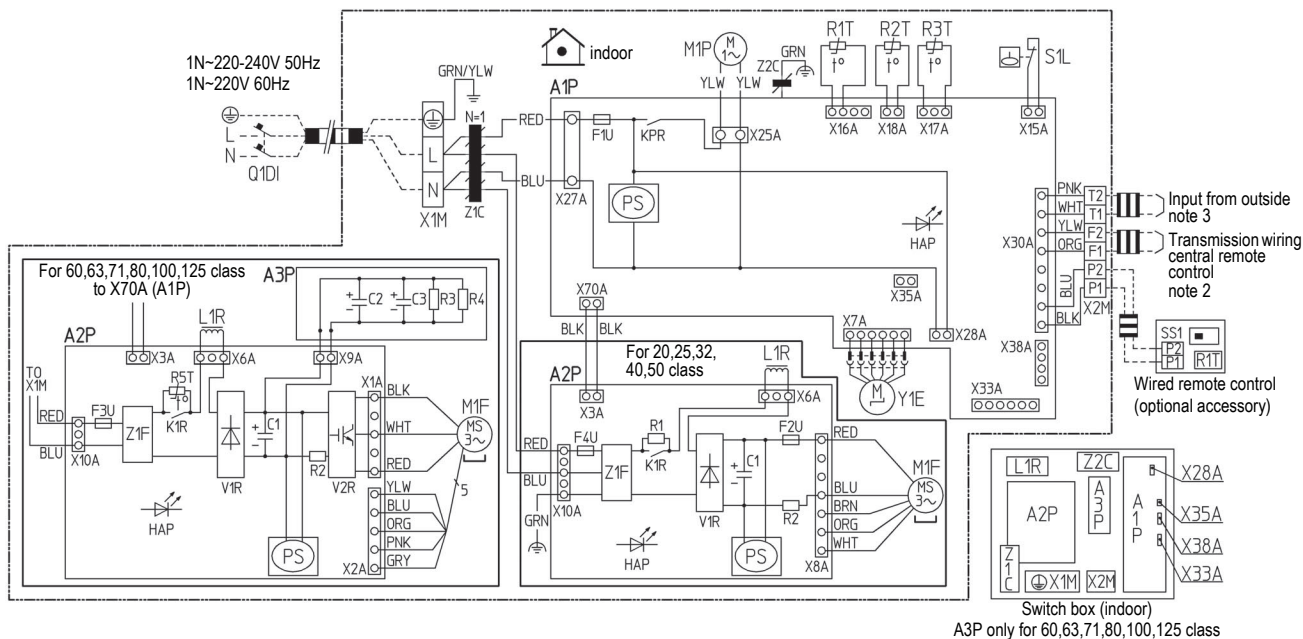 1N~220-240V 50Hz
1N~220V 60Hz
L
N
Q1DI
GRN/YLW
L
N
X1M
N=1
Z1C
RED
BLU
indoor
A1P
X27A
F1U
KPR
PS
M1P
M
1~
YLW
YLW
X25A
Z2C
GRN
R1T
t°
X16A
R2T
t°
X18A
R3T
t°
X17A
S1L
X15A
HAP
X35A
X30A
PNK
WHT
YLW
ORG
BLU
BLK
T2
T1
F2
F1
P2
P1
X2M
Input from outside
note 3
Transmission wiring
central remote
control
note 2
SS1
P2
P1
R1T
Wired remote control
(optional accessory)
X70A
BLK
BLK
X7A
M
Y1E
X28A
X38A
X33A
For 60,63,71,80,100,125 class
to X70A (A1P)
A3P
C2
C3
R3
R4
A2P
L1R
X3A
X6A
X9A
TO
X1M
RED
BLU
X10A
F3U
Z1F
R5T
t°
K1R
V1R
C1
R2
V2R
HAP
PS
X1A
BLK
WHT
RED
M1F
MS
3~
5
YLW
BLU
ORG
PNK
GRY
X2A
For 20,25,32,
40,50 class
A2P
L1R
X3A
X6A
RED
BLU
GRN
X10A
F4U
Z1F
R1
K1R
V1R
C1
F2U
R2
HAP
PS
RED
BLU
BRN
ORG
WHT
X8A
M1F
MS
3~
L1R
Z2C
A2P
A3P
A1P
Z1C
X1M
X2M
X28A
X35A
X38A
X33A
Switch box (indoor)
A3P only for 60,63,71,80,100,125 class